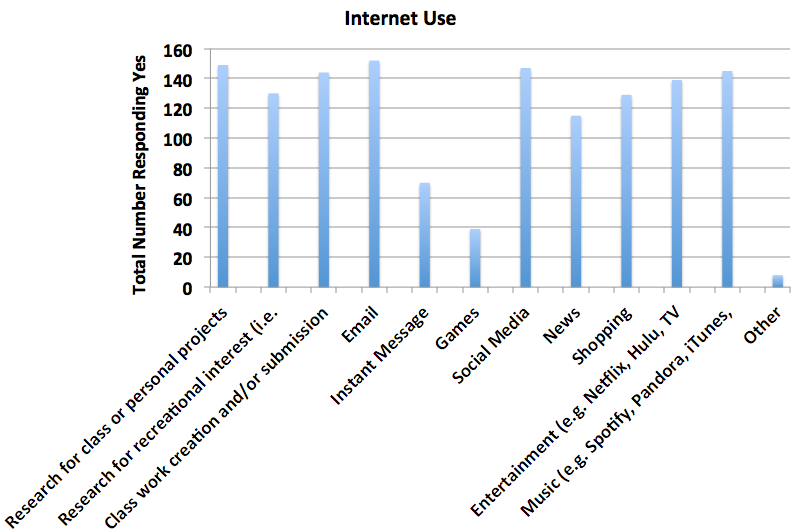 Internet Use
Total Number Responding Yes
160
140
120
100
80
60
40
20
0
Research for class or personal projects
Research for recreational interest (i.e.
Class work creation and/or submission
Email
Instant Message
Games
Social Media
News
Shopping
Entertainment (e.g. Netflix, Hulu, TV
Music (e.g. Spotify, Pandora, iTunes,
Other